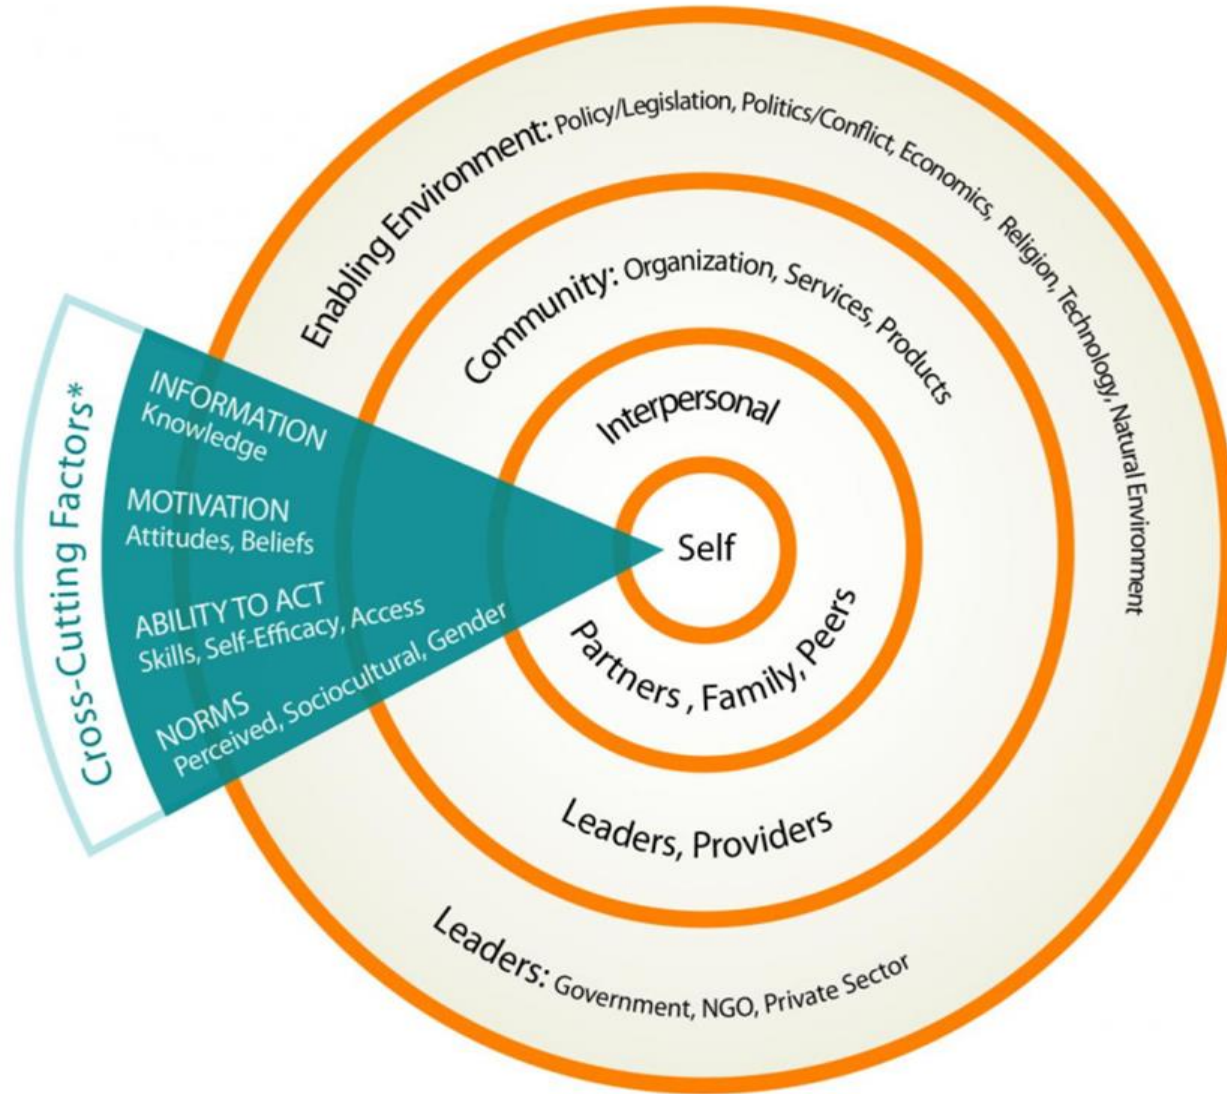 Enabling Environment: Policy/Legislation, Politics/Conflict, Economics, Religion, Technology, Natural Environment
Community: Organization, Services, Products
Interpersonal
Self
Partners , Family, Peers
Leaders, Providers
Leaders: Government, NGO, Private Sector
Cross-Cutting Factors*
INFORMATION
Knowledge
MOTIVATION
Attitudes, Beliefs
ABILITY TO ACT
Skills, Self-Efficacy, Access
NORMS
Perceived, Sociocultural, Gender